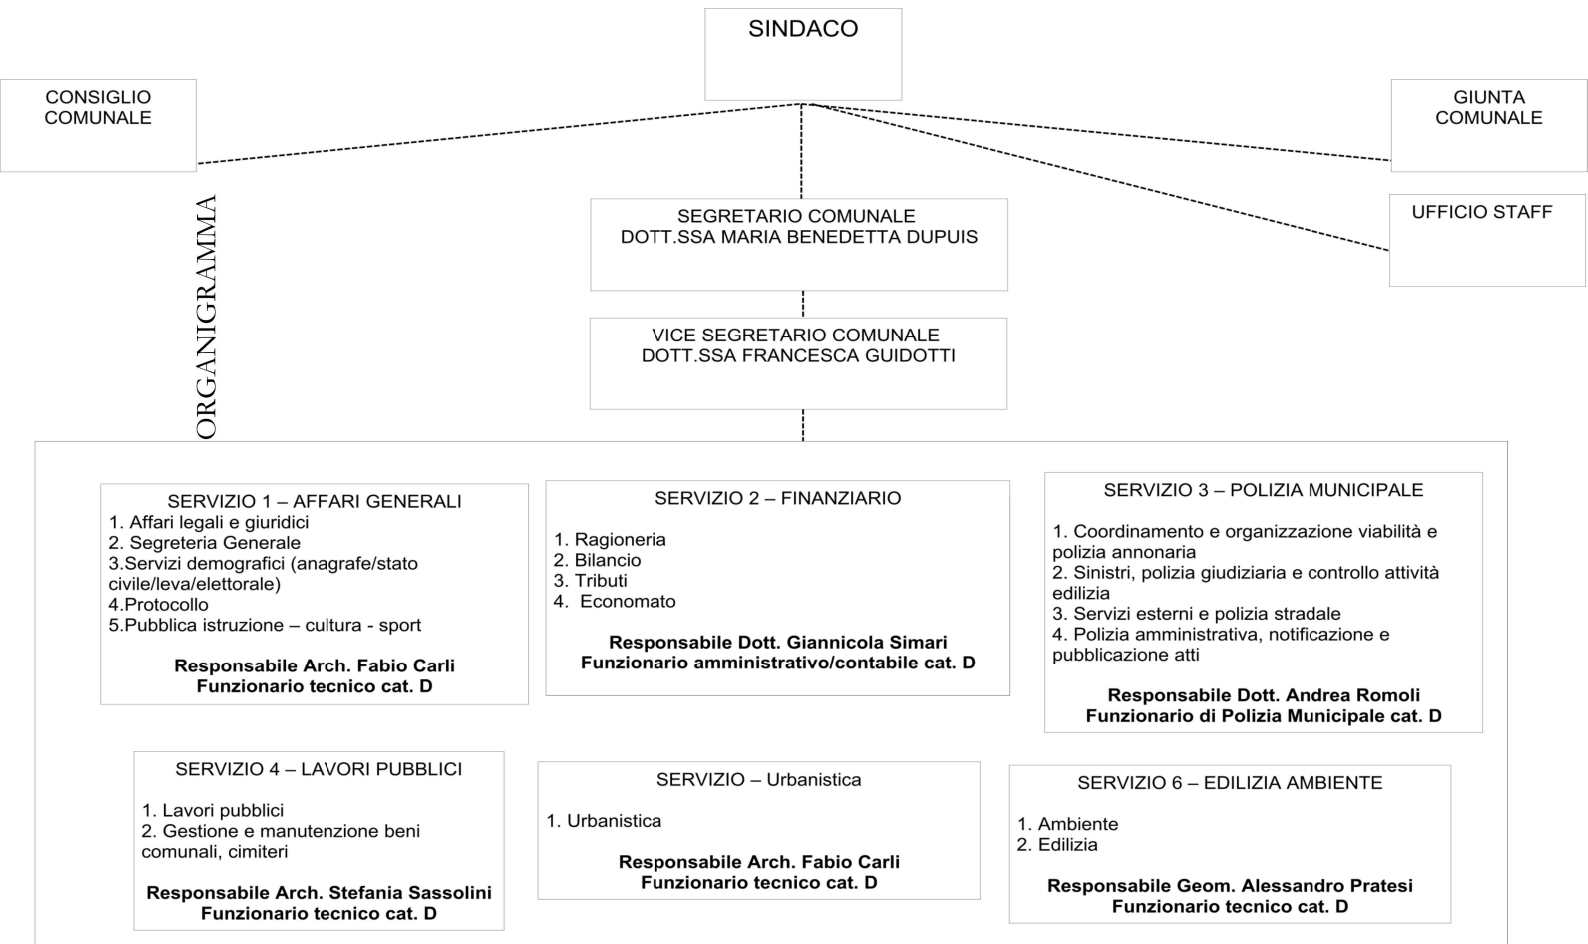 SINDACO
CONSIGLIO
COMUNALE
GIUNTA
COMUNALE
UFFICIO STAFF
ORGANIGRAMMA
SEGRETARIO COMUNALE
DOTT.SSA MARIA BENEDETTA DUPUIS
VICE SEGRETARIO COMUNALE
DOTT.SSA FRANCESCA GUIDOTTI
SERVIZIO 1 – AFFARI GENERALI
1. Affari legali e giuridici
2. Segreteria Generale
3.Servizi demografici (anagrafe/stato
civile/leva/elettorale)
4.Protocollo
5.Pubblica istruzione – cultura - sport
Responsabile Arch. Fabio Carli
Funzionario tecnico cat. D
SERVIZIO 2 – FINANZIARIO
1. Ragioneria
2. Bilancio
3. Tributi
4.  Economato
Responsabile Dott. Giannicola Simari
Funzionario amministrativo/contabile cat. D
SERVIZIO 3 – POLIZIA MUNICIPALE
1. Coordinamento e organizzazione viabilità e
polizia annonaria
2. Sinistri, polizia giudiziaria e controllo attività
edilizia
3. Servizi esterni e polizia stradale
4. Polizia amministrativa, notificazione e
pubblicazione atti
Responsabile Dott. Andrea Romoli
Funzionario di Polizia Municipale cat. D
SERVIZIO 4 – LAVORI PUBBLICI
1. Lavori pubblici
2. Gestione e manutenzione beni
comunali, cimiteri
Responsabile Arch. Stefania Sassolini
Funzionario tecnico cat. D
SERVIZIO – Urbanistica
1. Urbanistica
Responsabile Arch. Fabio Carli
Funzionario tecnico cat. D
SERVIZIO 6 – EDILIZIA AMBIENTE
1. Ambiente
2. Edilizia
Responsabile Geom. Alessandro Pratesi
Funzionario tecnico cat. D